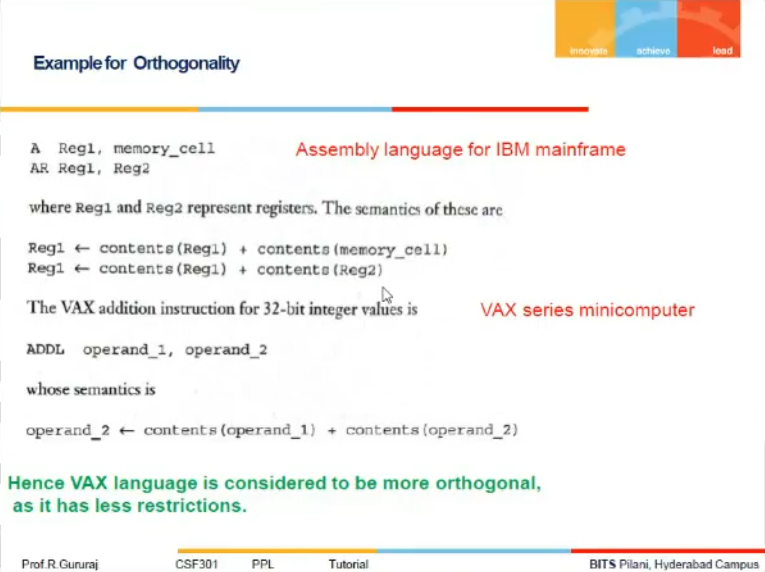 innovate achieve lead
Example for Orthogonality
A Reg1, memory_cell
Assembly language for IBM mainframe
AR Reg1, Reg2
where Reg1 and Reg2 represent registers. The semantics of these are
Reg1 ← contents(Reg1) + contents(memory_cell)
Reg1 ← contents(Reg1) + contents(Reg2)
The VAX addition instruction for 32-bit integer values is
VAX series minicomputer
ADDL operand_1, operand_2
whose semantics is
operand_2 ← contents(operand_1) + contents(operand_2)
Hence VAX language is considered to be more orthogonal,
as it has less restrictions.
Prof.R.Gururaj CSF301 PPL Tutorial BITS Pilani, Hyderabad Campus